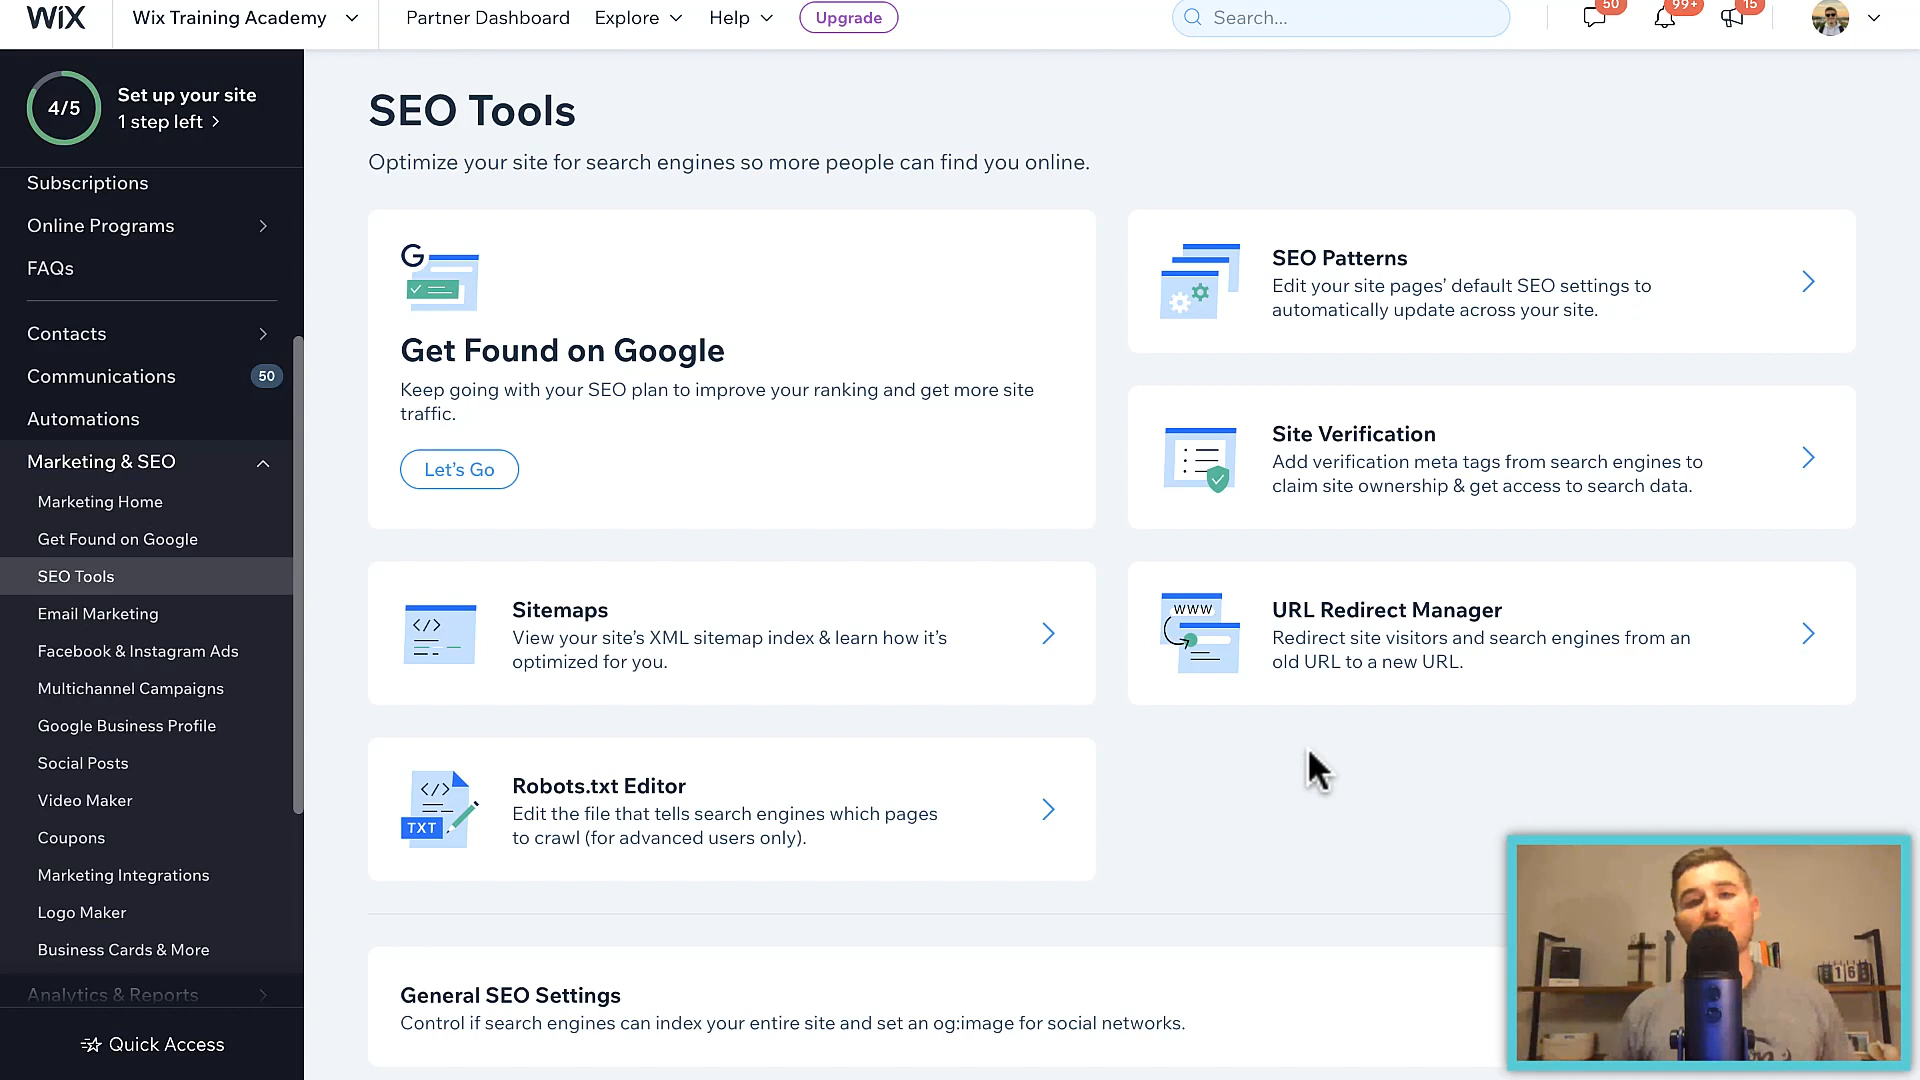 WiX
Wix Training Academy
Partner Dashboard
Explore
Help
Upgrade
Search...
50
99+
15
4/5
Set up your site
1 step left
Subscriptions
Online Programs
FAQs
Contacts
Communications
50
Automations
Marketing & SEO
Marketing Home
Get Found on Google
SEO Tools
Email Marketing
Facebook & Instagram Ads
Multichannel Campaigns
Google Business Profile
Social Posts
Video Maker
Coupons
Marketing Integrations
Logo Maker
Business Cards & More
Analytics & Reports
Quick Access
SEO Tools
Optimize your site for search engines so more people can find you online.
G
Get Found on Google
Keep going with your SEO plan to improve your ranking and get more site
traffic.
Let's Go
SEO Patterns
Edit your site pages' default SEO settings to
automatically update across your site.
Site Verification
Add verification meta tags from search engines to
claim site ownership & get access to search data.
</>
Sitemaps
View your site's XML sitemap index & learn how it's
optimized for you.
WWW
URL Redirect Manager
Redirect site visitors and search engines from an
old URL to a new URL.
</>
TXT
Robots.txt Editor
Edit the file that tells search engines which pages
to crawl (for advanced users only).
General SEO Settings
Control if search engines can index your entire site and set an og:image for social networks.